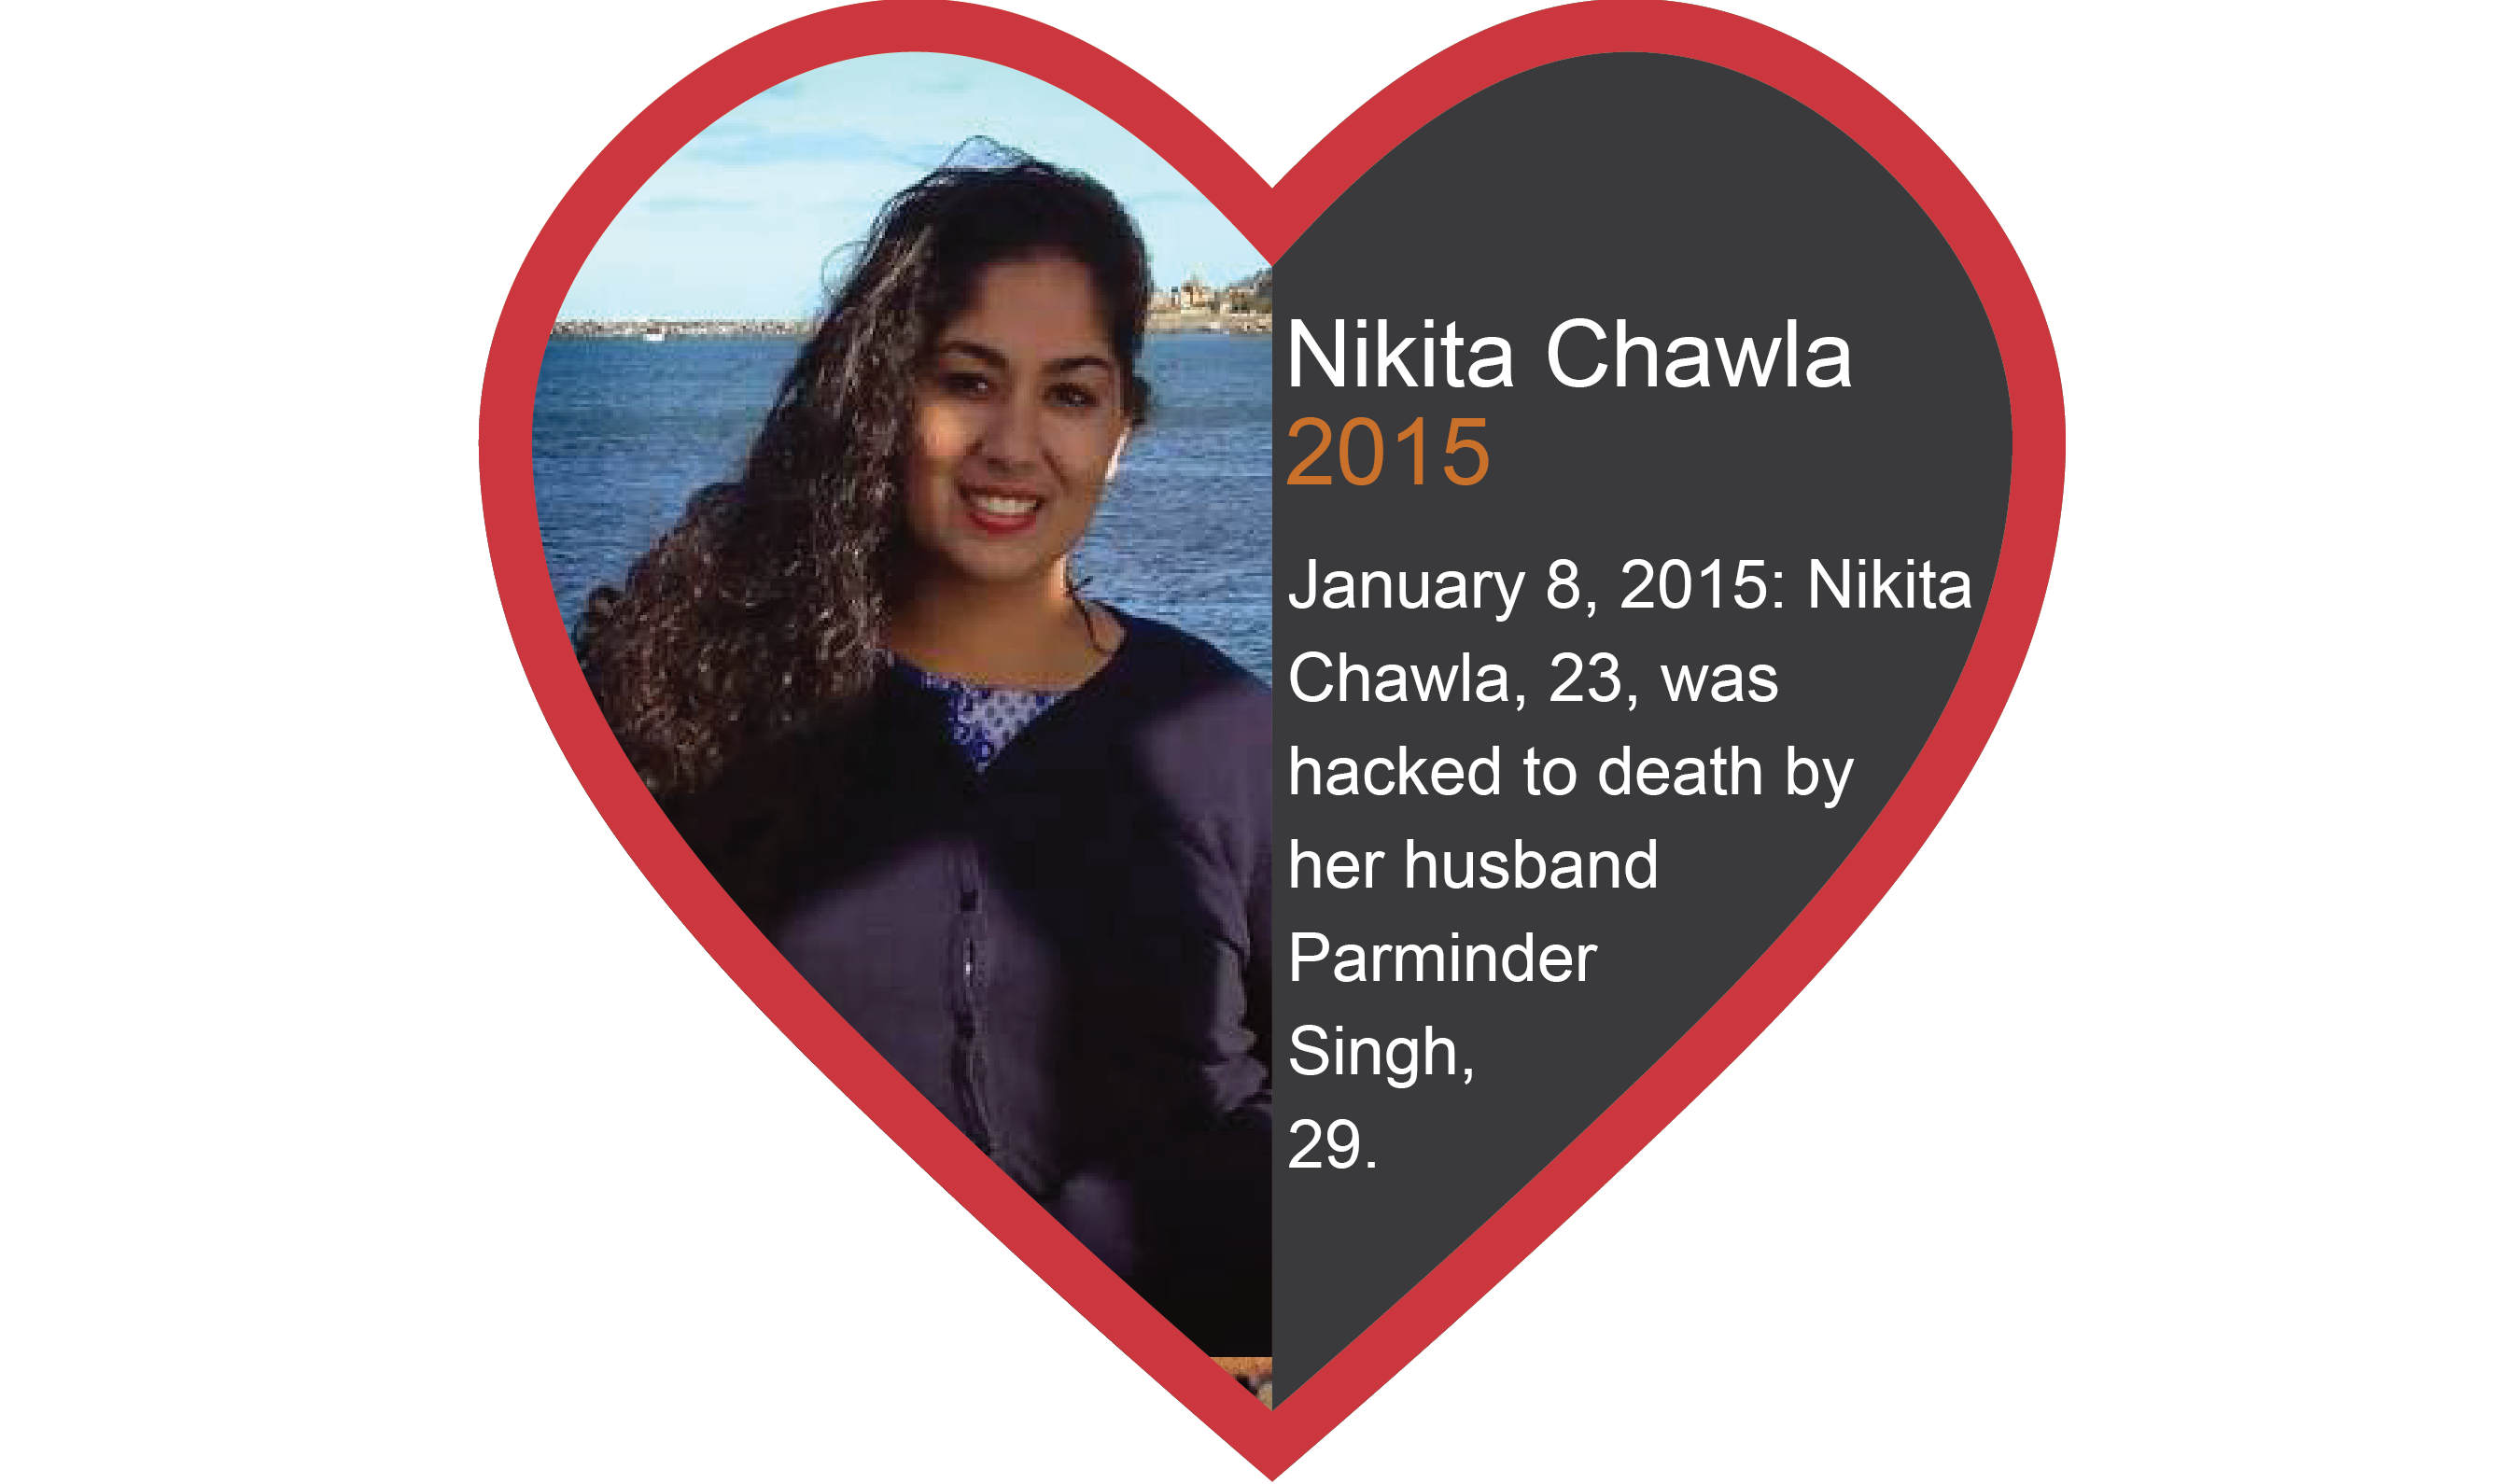 Nikita Chawla
2015
January 8, 2015: Nikita
Chawla, 23, was
hacked to death by
her husband
Parminder
Singh,
29.